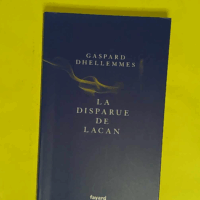 GASPARD
DHELLEMMES
LA
DISPARUE
DE
LACAN
fayard